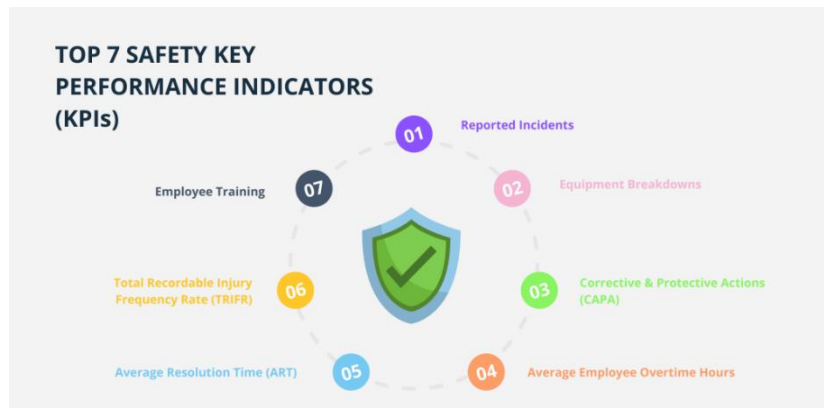 TOP 7 SAFETY KEY
PERFORMANCE INDICATORS
(KPIs)
01
Reported Incidents
02
Equipment Breakdowns
03
Corrective & Protective Actions
(CAPA)
04
Average Employee Overtime Hours
05
Average Resolution Time (ART)
06
Total Recordable Injury
Frequency Rate (TRIFR)
07
Employee Training